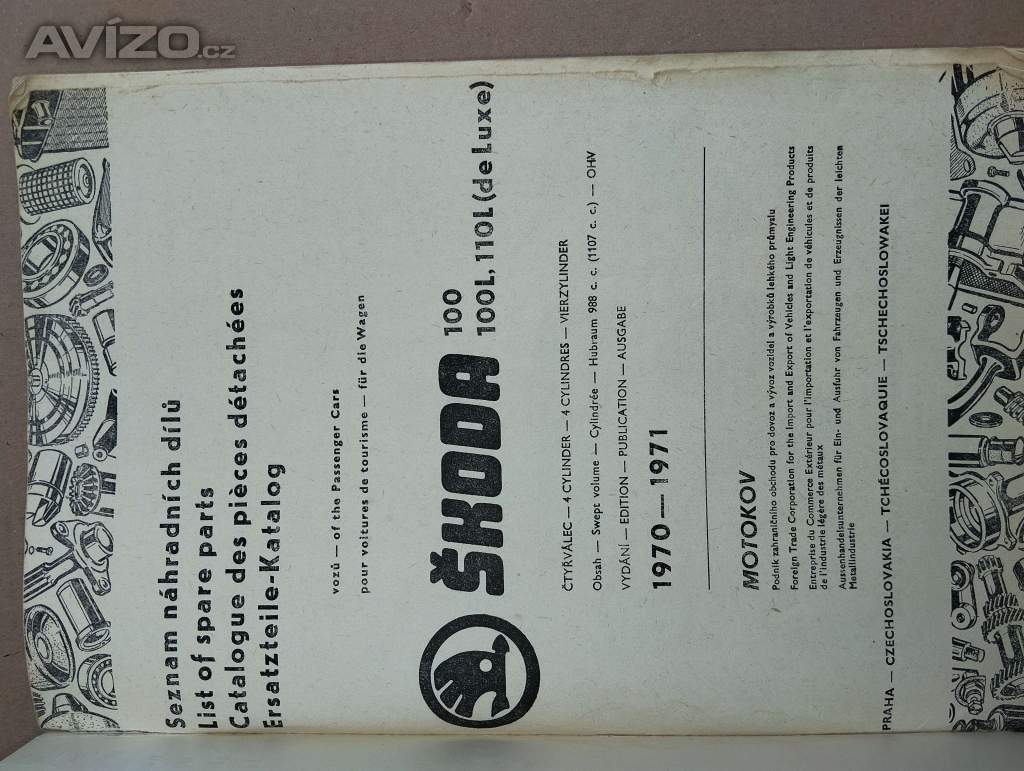 AVÍZO.cz
Seznam náhradních dílů
List of spare parts
Catalogue des pièces détachées
Ersatzteile-Katalog
vozů — of the Passenger Cars
pour voitures de tourisme — für die Wagen
ŠKODA 100
100L, 110L (de Luxe)
ČTYŘVÁLEC — 4 CYLINDER — 4 CYLINDRES — VIERZYLINDER
Obsah — Swept volume — Cylindrée — Hubraum 988 c. c. (1107 c. c.) — OHV
VYDÁNÍ — EDITION — PUBLICATION — AUSGABE
1970—1971
MOTOKOV
Podnik zahraničního obchodu pro dovoz a vývoz vozidel a výrobků lehkého průmyslu
Foreign Trade Corporation for the Import and Export of Vehicles and Light Engineering Products
Entreprise du Commerce Extérieur pour l'importation et l'exportation de véhicules et de produits
de l'industrie légère des métaux
Aussenhandelsunternehmen für Ein- und Ausfuhr von Fahrzeugen und Erzeugnissen der leichten
Metallindustrie
PRAHA — CZECHOSLOVAKIA — TCHÉCOSLOVAQUIE — TSCHECHOSLOWAKEI